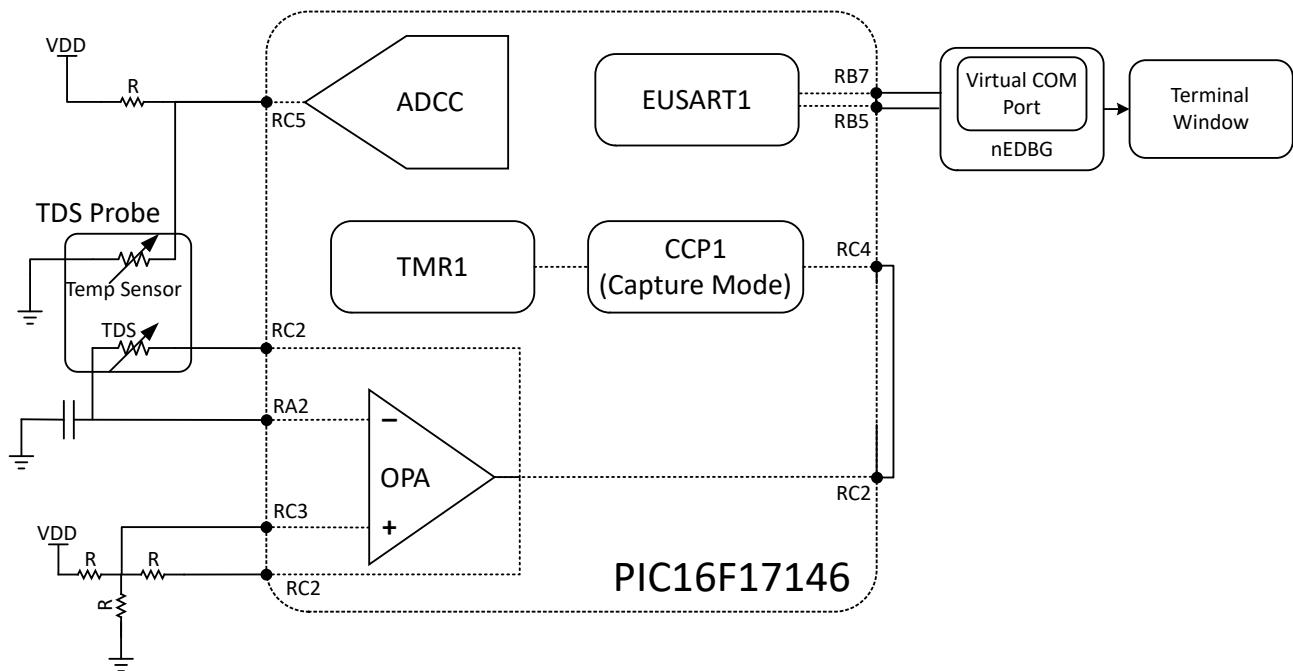 VDD
R
RC5
ADCC
EUSART1
RB7
RB5
Virtual COM
Port
nEDBG
Terminal
Window
TDS Probe
Temp Sensor
TDS
TMR1
CCP1
(Capture Mode)
RC4
RC2
RA2
−
OPA
+
RC3
RC2
VDD
R
R
R
RC2
PIC16F17146